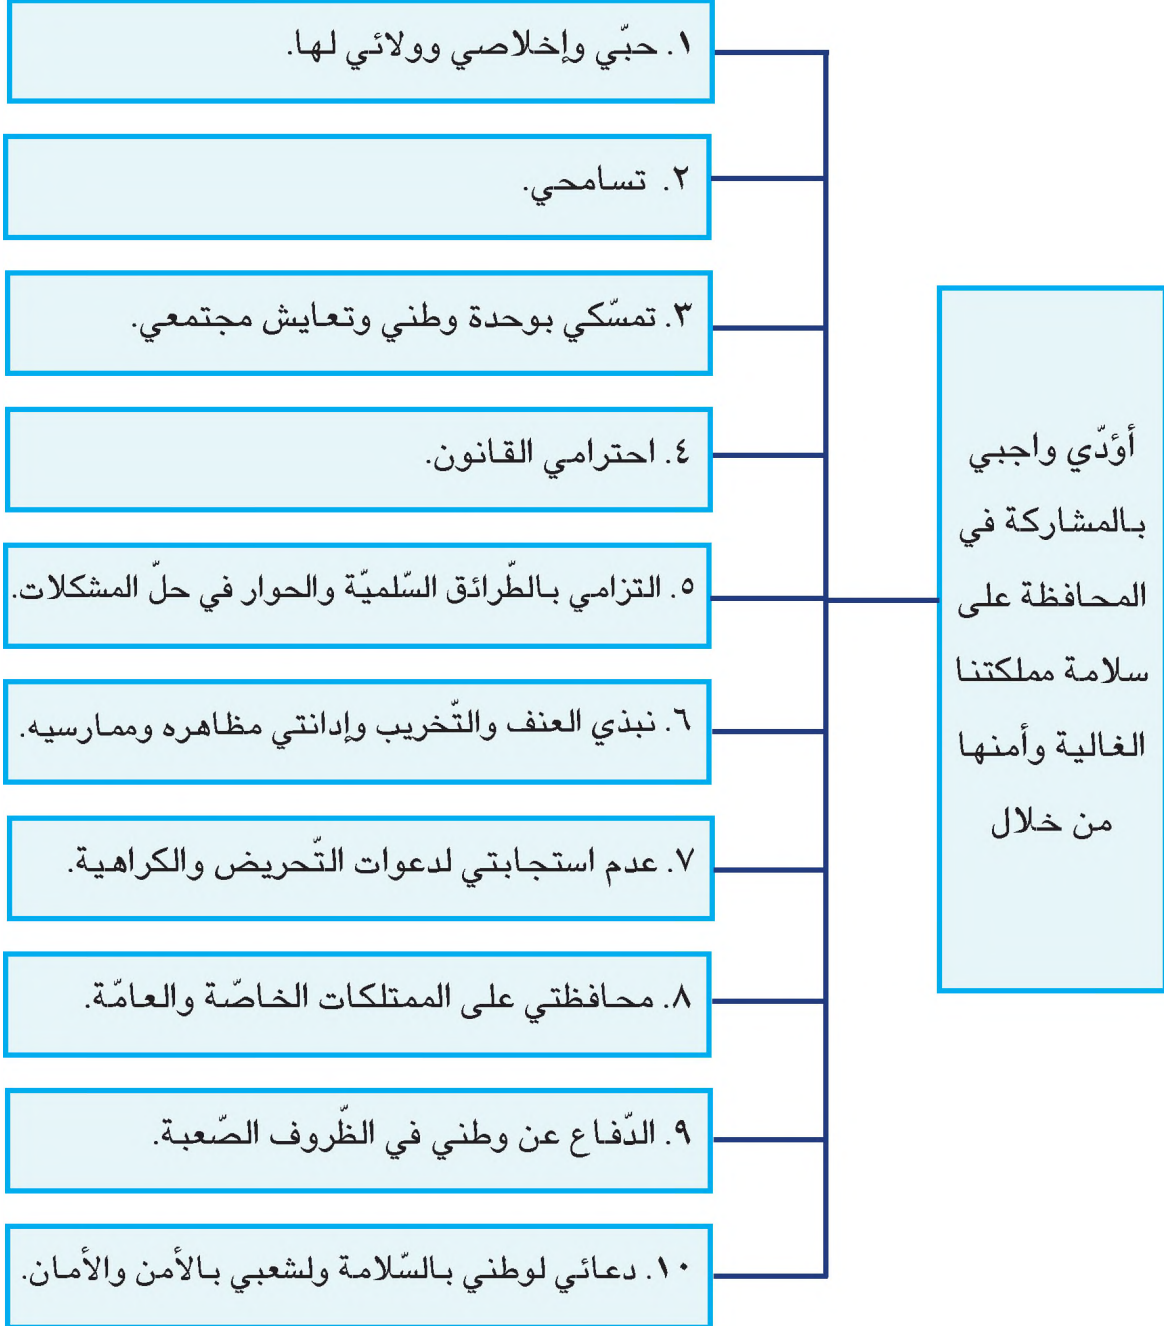 أؤدّي واجبي
بالمشاركة في
المحافظة على
سلامة مملكتنا
الغالية وأمنها
من خلال
١. حبّي وإخلاصي وولائي لها.
٢. تسامحي.
٣. تمسّكي بوحدة وطني وتعايش مجتمعي.
٤. احترامي القانون.
٥. التزامي بالطّرائق السّلميّة والحوار في حلّ المشكلات.
٦. نبذي العنف والتّخريب وإدانتي مظاهره وممارسيه.
٧. عدم استجابتي لدعوات التّحريض والكراهية.
٨. محافظتي على الممتلكات الخاصّة والعامّة.
٩. الدّفاع عن وطني في الظّروف الصّعبة.
١٠. دعائي لوطني بالسّلامة ولشعبي بالأمن والأمان.